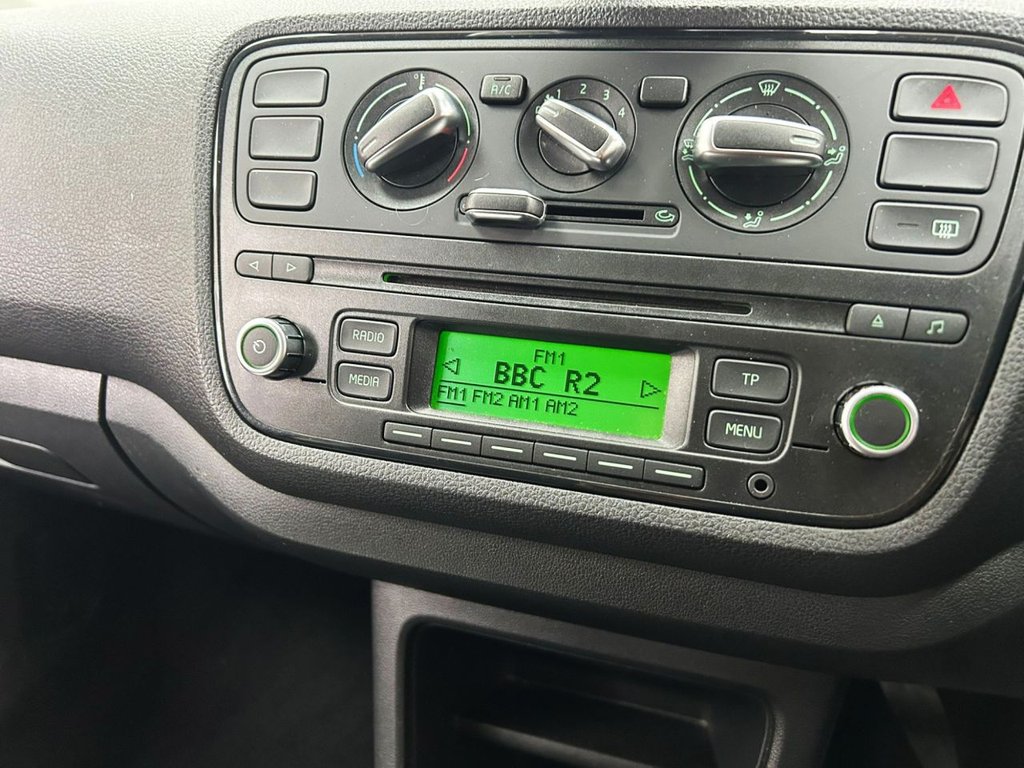 A/C
1 2 3 4
RADIO
MEDIA
FM1
BBC R2
FM1 FM2 AM1 AM2
TP
MENU